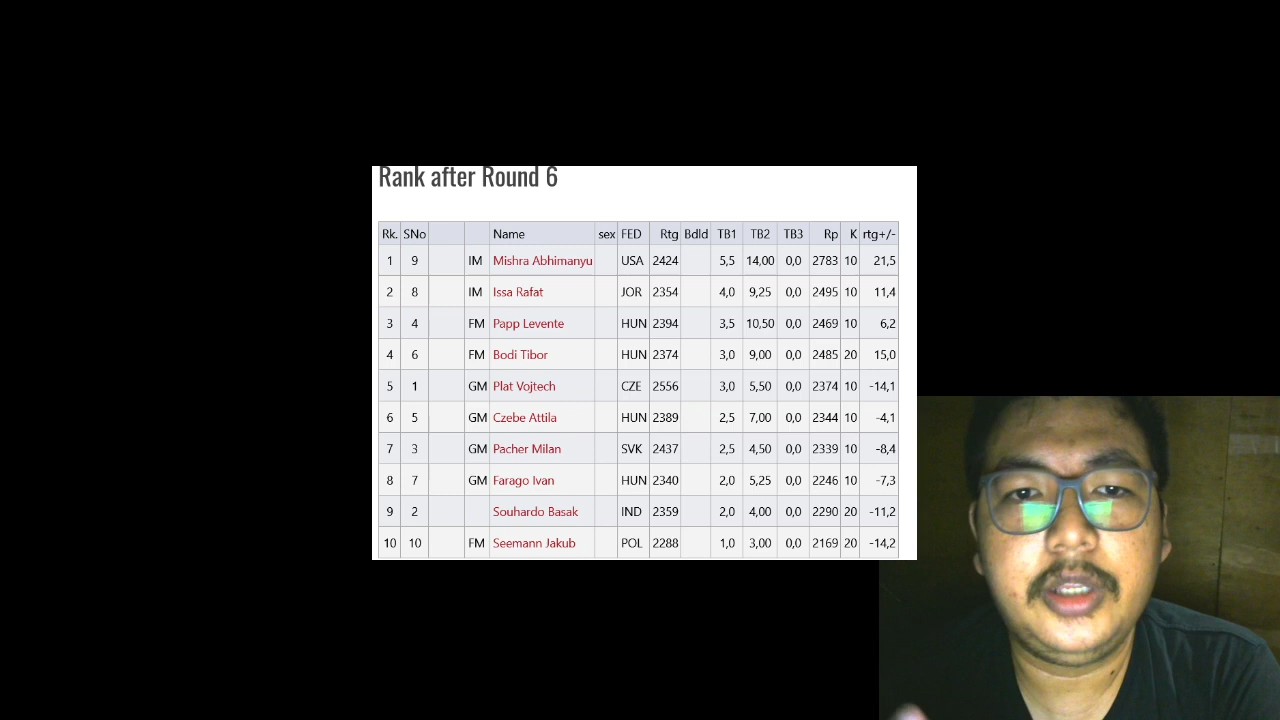 Rank after Round 6
Rk. SNo Name sex FED Rtg Bdld TB1 TB2 TB3 Rp K rtg+/-
1 9 IM Mishra Abhimanyu USA 2424 5,5 14,00 0,0 2783 10 21,5
2 8 IM Issa Rafat JOR 2354 4,0 9,25 0,0 2495 10 11,4
3 4 FM Papp Levente HUN 2394 3,5 10,50 0,0 2469 10 6,2
4 6 FM Bodi Tibor HUN 2374 3,0 9,00 0,0 2485 20 15,0
5 1 GM Plat Vojtech CZE 2556 3,0 5,50 0,0 2374 10 -14,1
6 5 GM Czebe Attila HUN 2389 2,5 7,00 0,0 2344 10 -4,1
7 3 GM Pacher Milan SVK 2437 2,5 4,50 0,0 2339 10 -8,4
8 7 GM Farago Ivan HUN 2340 2,0 5,25 0,0 2246 10 -7,3
9 2 Souhardo Basak IND 2359 2,0 4,00 0,0 2290 20 -11,2
10 10 FM Seemann Jakub POL 2288 1,0 3,00 0,0 2169 20 -14,2